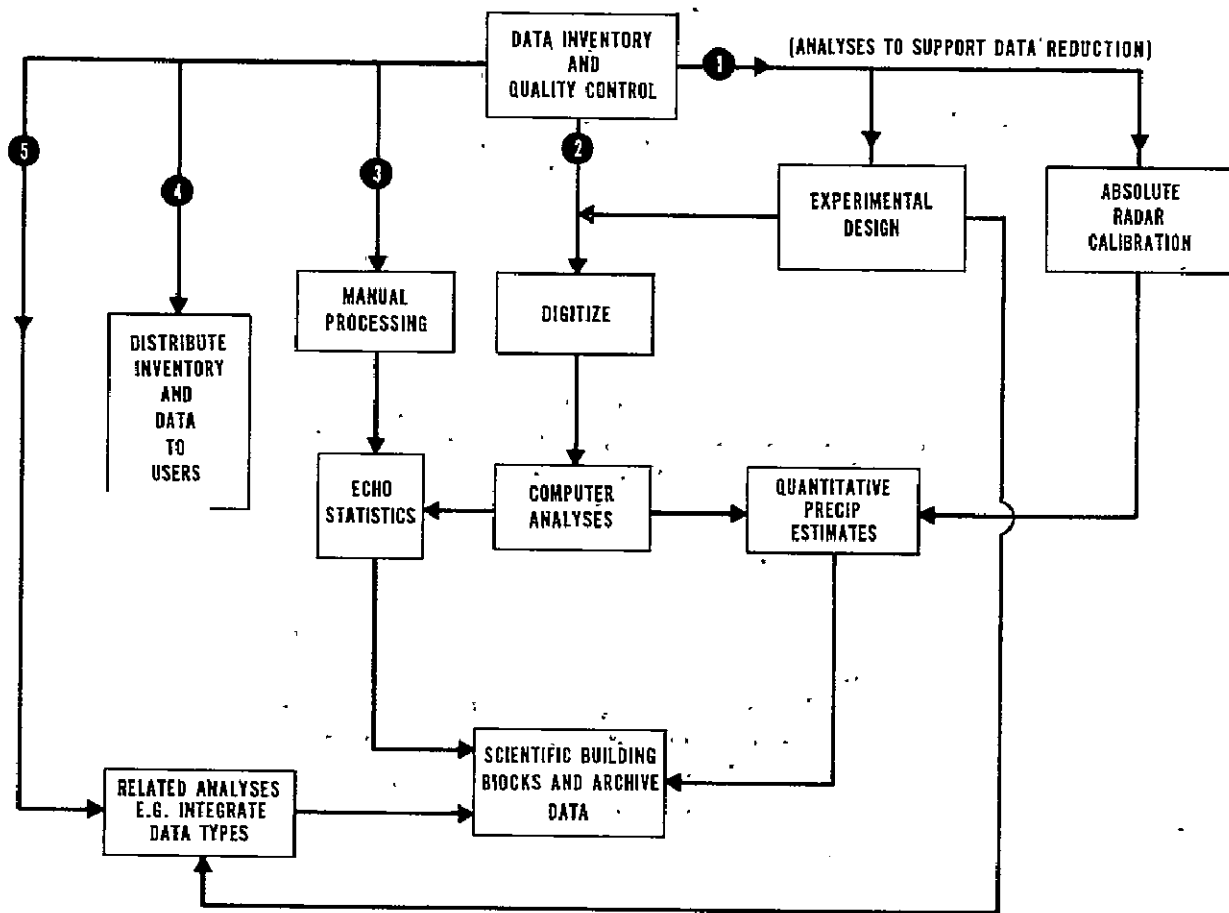 DATA INVENTORY
AND
QUALITY CONTROL
1
(ANALYSES TO SUPPORT DATA REDUCTION)
5
4
3
2
EXPERIMENTAL
DESIGN
ABSOLUTE
RADAR
CALIBRATION
MANUAL
PROCESSING
DIGITIZE
DISTRIBUTE
INVENTORY
AND
DATA
TO
USERS
ECHO
STATISTICS
COMPUTER
ANALYSES
QUANTITATIVE
PRECIP
ESTIMATES
SCIENTIFIC BUILDING
BLOCKS AND ARCHIVE
DATA
RELATED ANALYSES
E.G. INTEGRATE
DATA TYPES